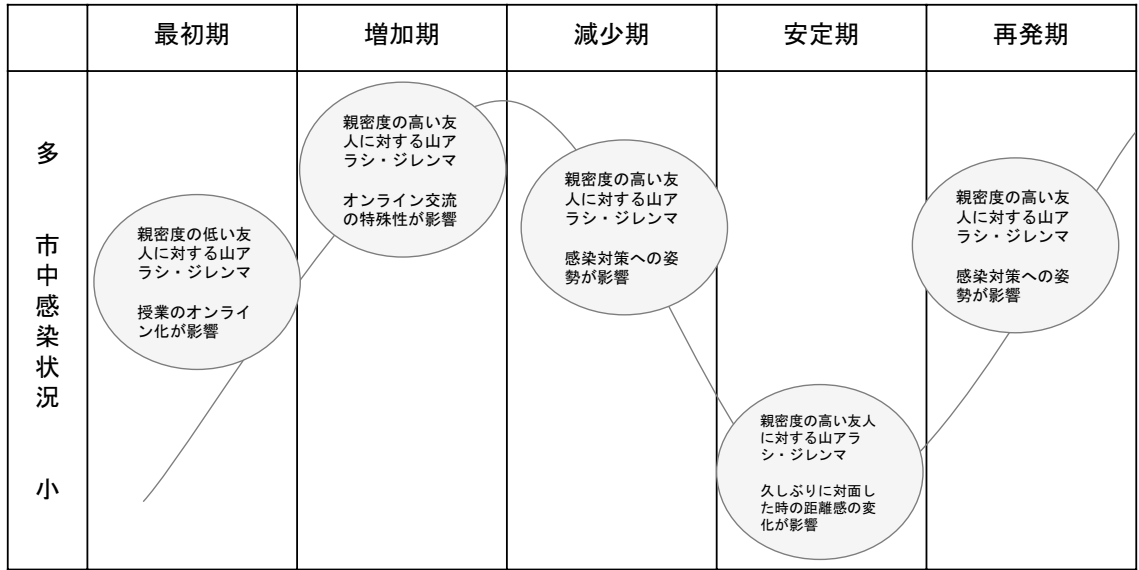 最初期
増加期
減少期
安定期
再発期
多
市中感染状況
小
親密度の低い友
人に対する山ア
ラシ・ジレンマ
授業のオンライ
ン化が影響
親密度の高い友
人に対する山ア
ラシ・ジレンマ
オンライン交流
の特殊性が影響
親密度の高い友
人に対する山ア
ラシ・ジレンマ
感染対策への姿
勢が影響
親密度の高い友人
に対する山アラ
シ・ジレンマ
久しぶりに対面し
た時の距離感の変
化が影響
親密度の高い友
人に対する山ア
ラシ・ジレンマ
感染対策への姿
勢が影響